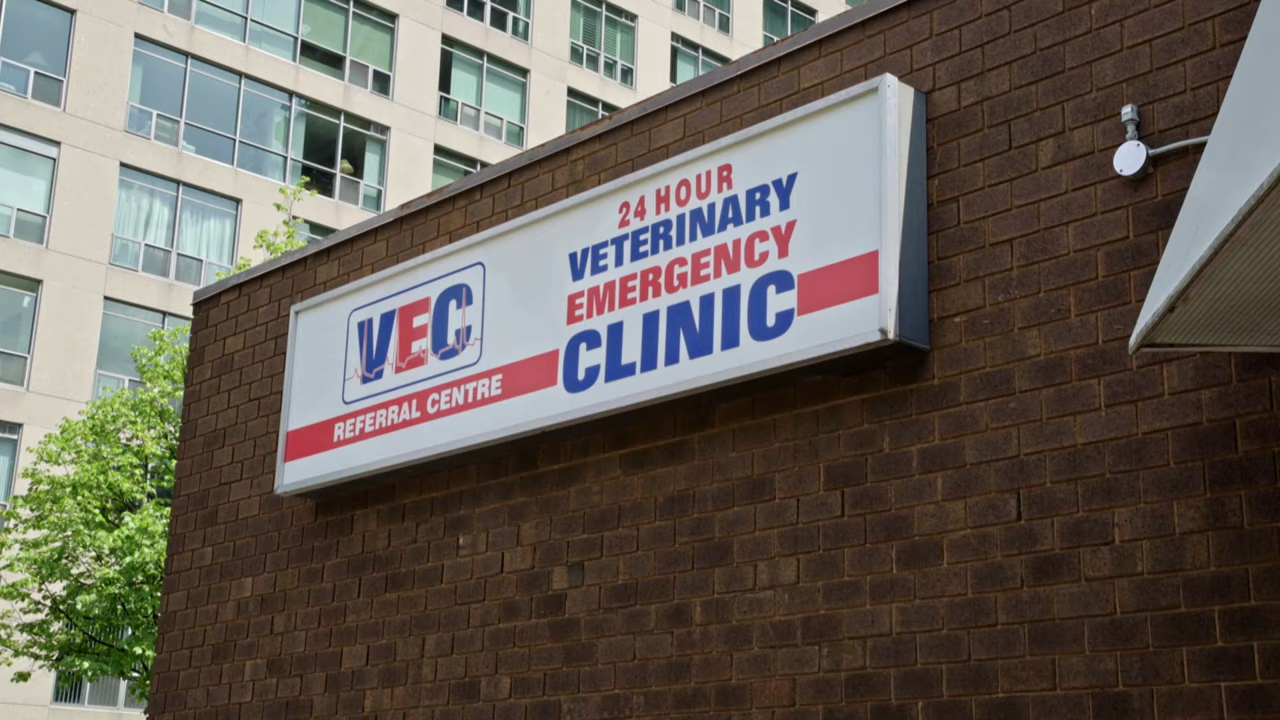 VEC
REFERRAL CENTRE
24 HOUR
VETERINARY
EMERGENCY
CLINIC